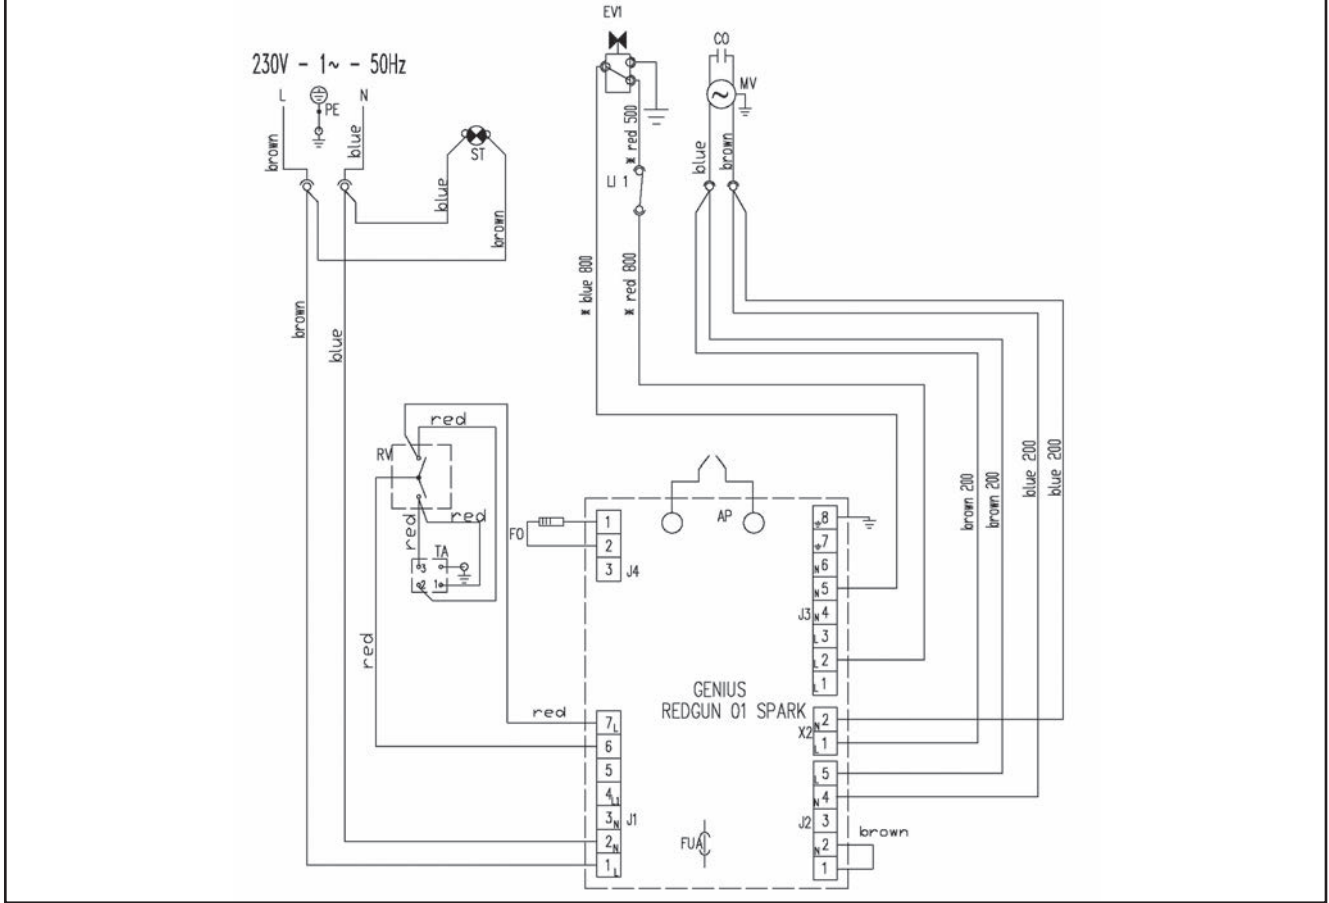 EV1
CO
230V - 1~ - 50Hz
MV
L
N
PE
brown
blue
ST
blue
brown
* red 500
LI 1
blue
brown
* blue 800
* red 800
brown
blue
red
RV
red
red
TA
3
2
1
red
FO
1
2
3
J4
AP
8
7
6
N
5
N
4
N
J3
3
L
2
L
1
L
brown 200
brown 200
blue 200
blue 200
GENIUS
REDGUN 01 SPARK
red
7 L
6
5
4 L1
3 N
J1
2 N
1 L
2
N
X2
1
L
5
L
4
N
J2
3
2
N
1
brown
FUA